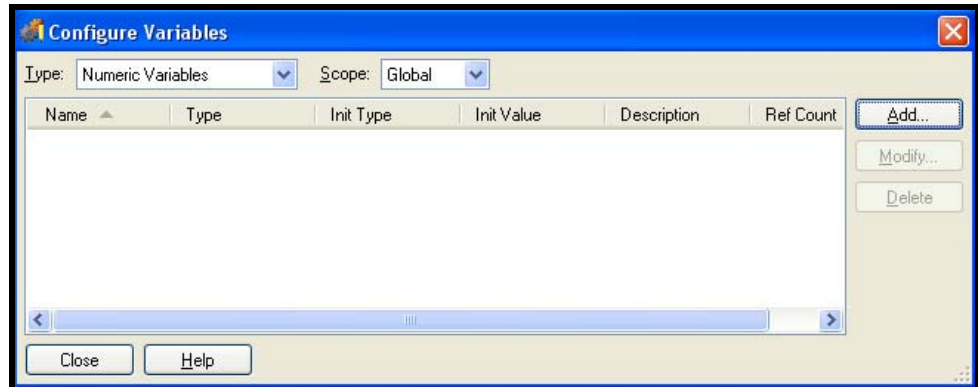 Configure Variables
Type: Numeric Variables Scope: Global
Name Type Init Type Init Value Description Ref Count Add...
Modify...
Delete
Close Help